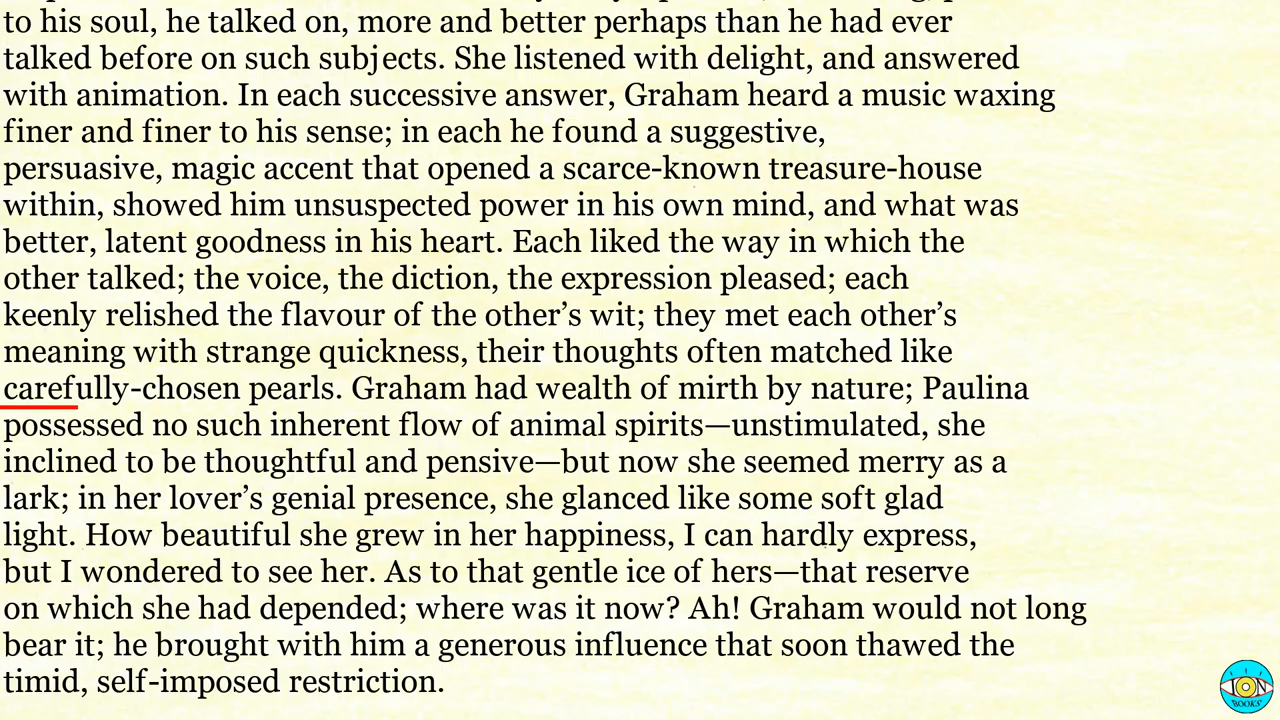 to his soul, he talked on, more and better perhaps than he had ever
talked before on such subjects. She listened with delight, and answered
with animation. In each successive answer, Graham heard a music waxing
finer and finer to his sense; in each he found a suggestive,
persuasive, magic accent that opened a scarce-known treasure-house
within, showed him unsuspected power in his own mind, and what was
better, latent goodness in his heart. Each liked the way in which the
other talked; the voice, the diction, the expression pleased; each
keenly relished the flavour of the other’s wit; they met each other’s
meaning with strange quickness, their thoughts often matched like
carefully-chosen pearls. Graham had wealth of mirth by nature; Paulina
possessed no such inherent flow of animal spirits—unstimulated, she
inclined to be thoughtful and pensive—but now she seemed merry as a
lark; in her lover’s genial presence, she glanced like some soft glad
light. How beautiful she grew in her happiness, I can hardly express,
but I wondered to see her. As to that gentle ice of hers—that reserve
on which she had depended; where was it now? Ah! Graham would not long
bear it; he brought with him a generous influence that soon thawed the
timid, self-imposed restriction.
ION
BOOKS